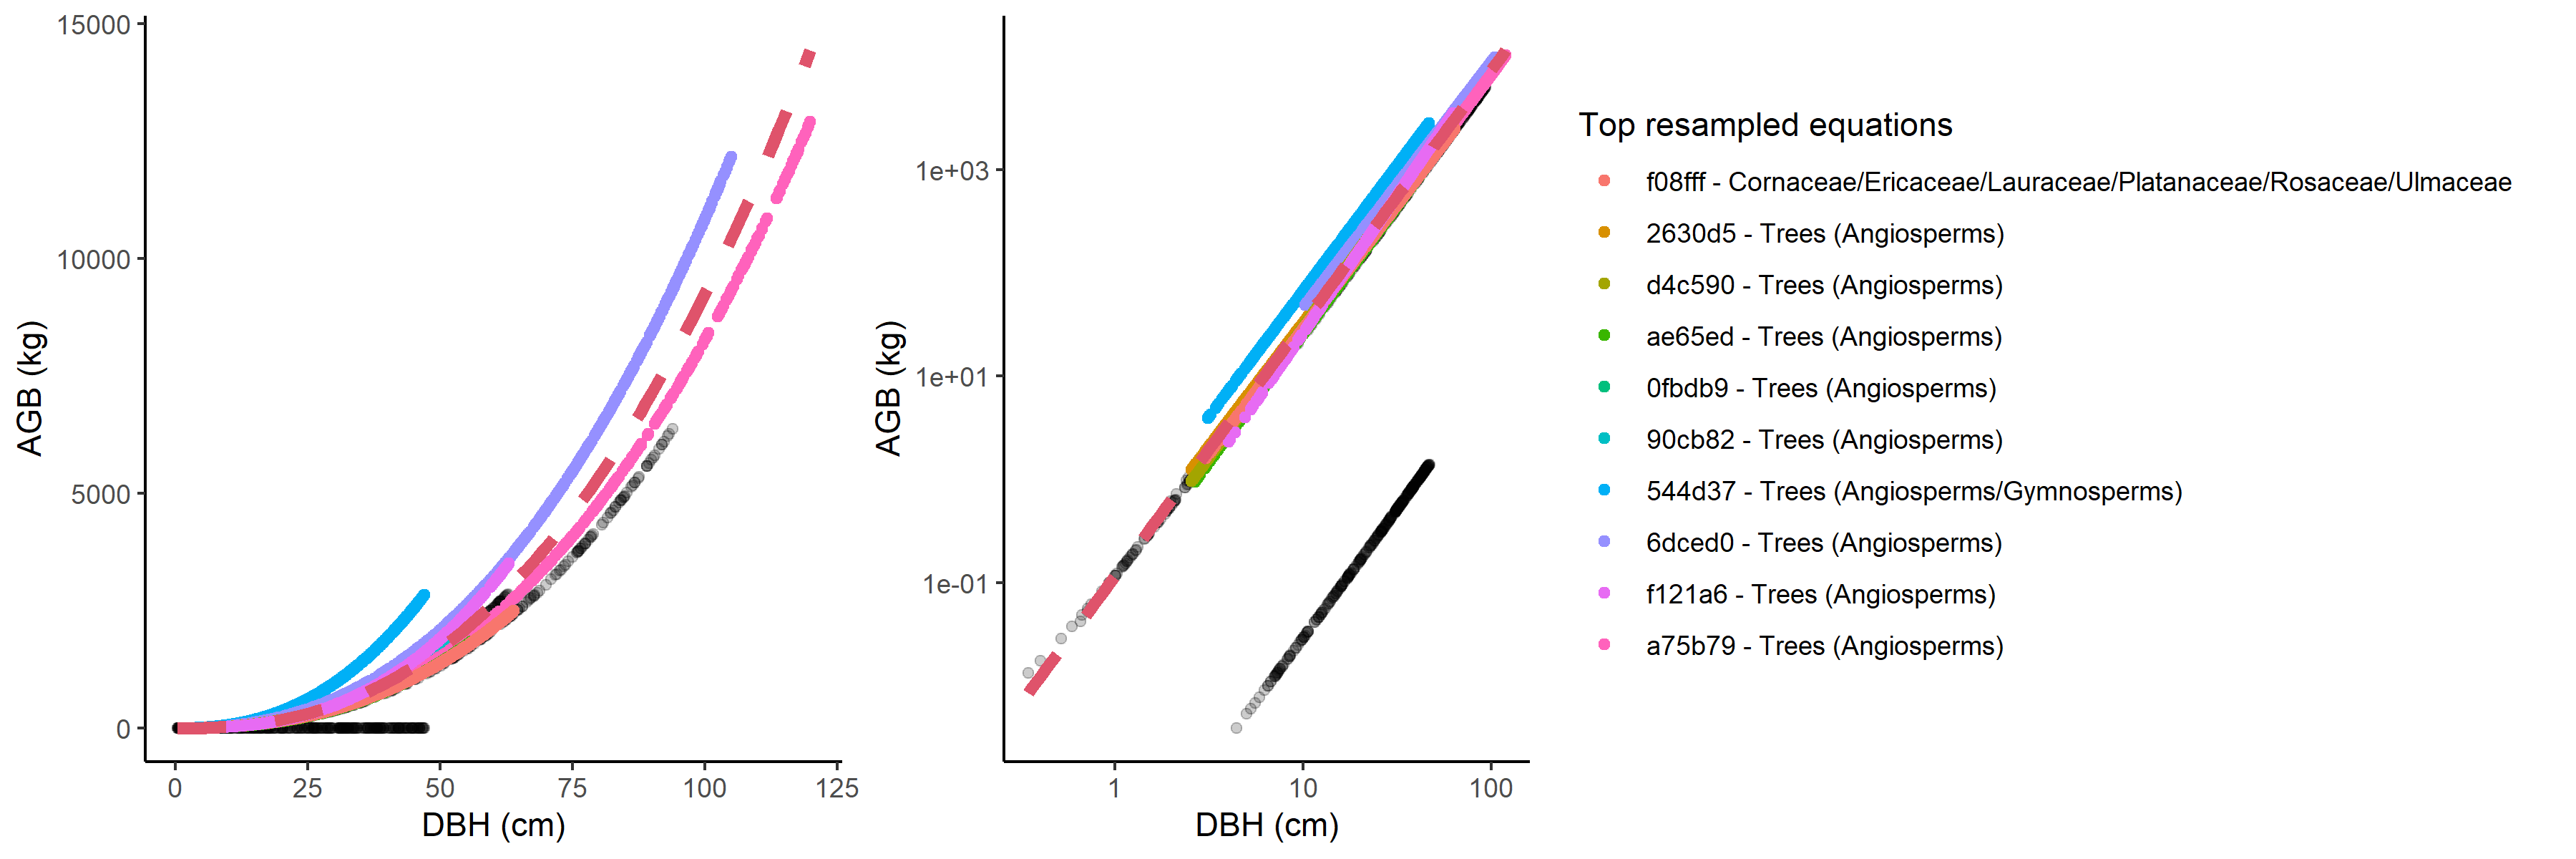 15000
10000
5000
0
AGB (kg)
0 25 50 75 100 125
DBH (cm)
1e+03
1e+01
1e-01
AGB (kg)
1 10 100
DBH (cm)
Top resampled equations
f08fff - Cornaceae/Ericaceae/Lauraceae/Platanaceae/Rosaceae/Ulmaceae
2630d5 - Trees (Angiosperms)
d4c590 - Trees (Angiosperms)
ae65ed - Trees (Angiosperms)
0fbdb9 - Trees (Angiosperms)
90cb82 - Trees (Angiosperms)
544d37 - Trees (Angiosperms/Gymnosperms)
6dced0 - Trees (Angiosperms)
f121a6 - Trees (Angiosperms)
a75b79 - Trees (Angiosperms)